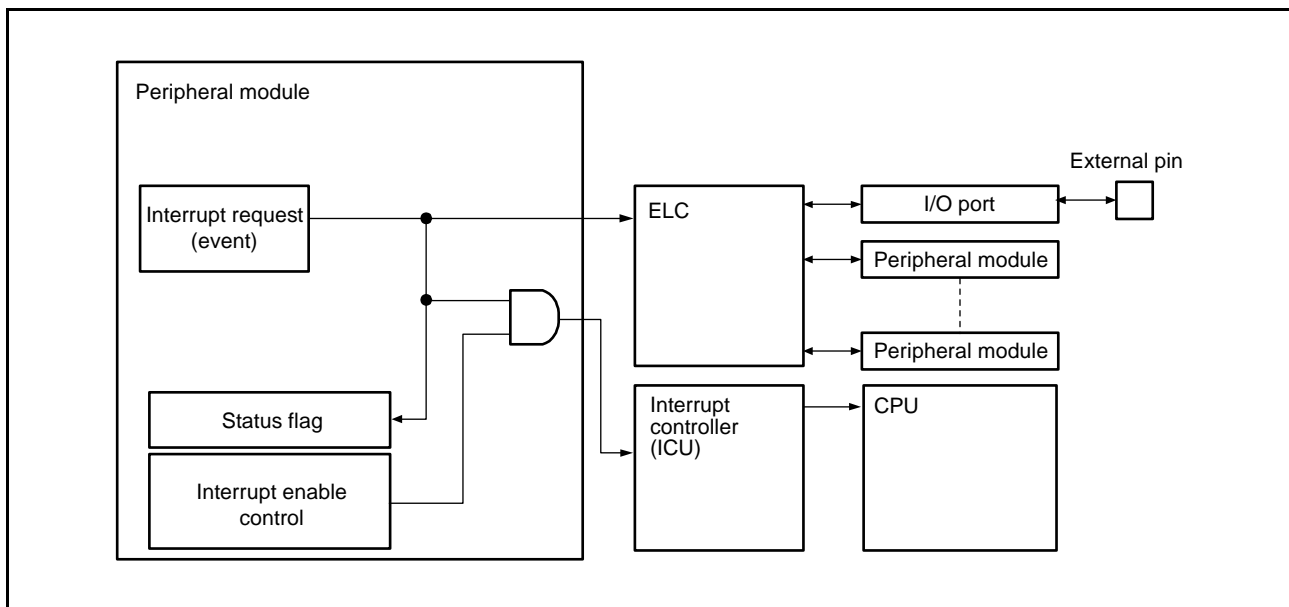 Peripheral module
Interrupt request
(event)
Status flag
Interrupt enable
control
ELC
Interrupt
controller
(ICU)
I/O port
Peripheral module
Peripheral module
CPU
External pin